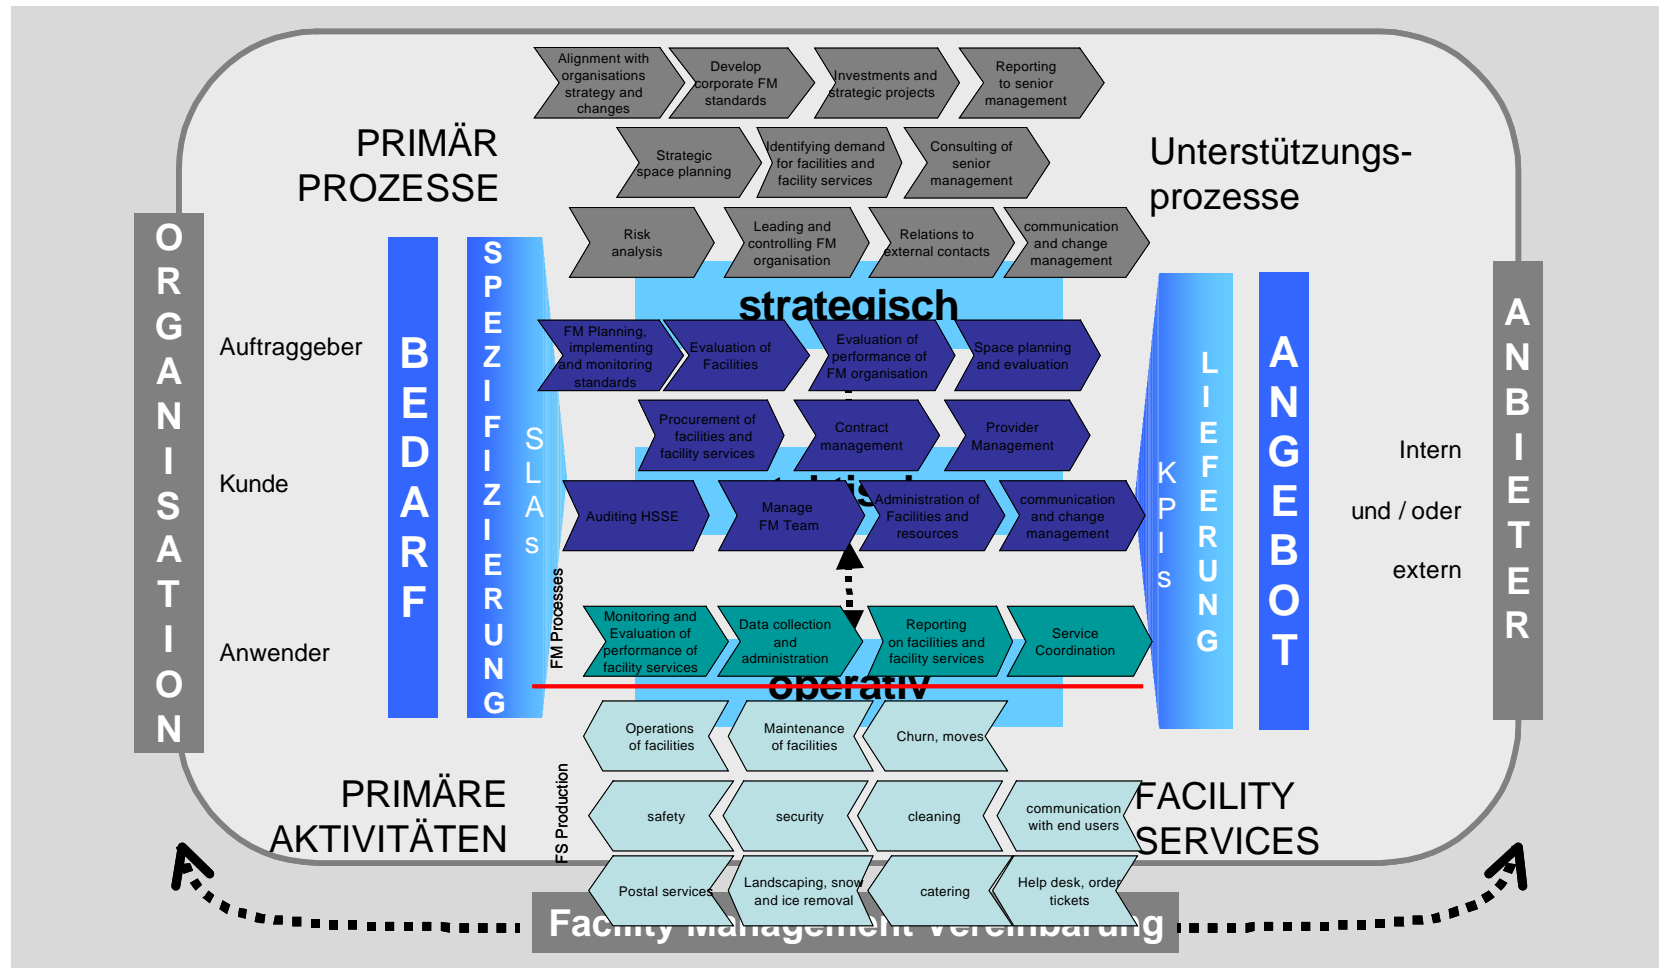 Alignment with
organisations
strategy and
changes
Develop
corporate FM
standards
Investments and
strategic projects
Reporting
to senior
management
PRIMÄR
PROZESSE
Strategic
space planning
Identifying demand
for facilities and
facility services
Consulting of
senior
management
Unterstützungs-
prozesse
Risk
analysis
Leading and
controlling FM
organisation
Relations to
external contacts
communication
and change
management
ORGANISATION
Auftraggeber
Kunde
Anwender
BEDARF
SPEZIFIZIERUNG
SLAs
strategisch
FM Planning,
implementing
and monitoring
standards
Evaluation of
Facilities
Evaluation of
performance of
FM organisation
Space planning
and evaluation
Procurement of
facilities and
facility services
Contract
management
Provider
Management
Auditing HSSE
Manage
FM Team
Administration of
Facilities and
resources
communication
and change
management
FM Processes
Monitoring and
Evaluation of
performance of
facility services
Data collection
and
administration
Reporting
on facilities and
facility services
Service
Coordination
operativ
KPIs
LIEFERUNG
ANGEBOT
Intern
und / oder
extern
ANBIETER
FS Production
Operations
of facilities
Maintenance
of facilities
Churn, moves
safety
security
cleaning
communication
with end users
Postal services
Landscaping, snow
and ice removal
catering
Help desk, order
tickets
PRIMÄRE
AKTIVITÄTEN
FACILITY
SERVICES
Facility Management Vereinbarung